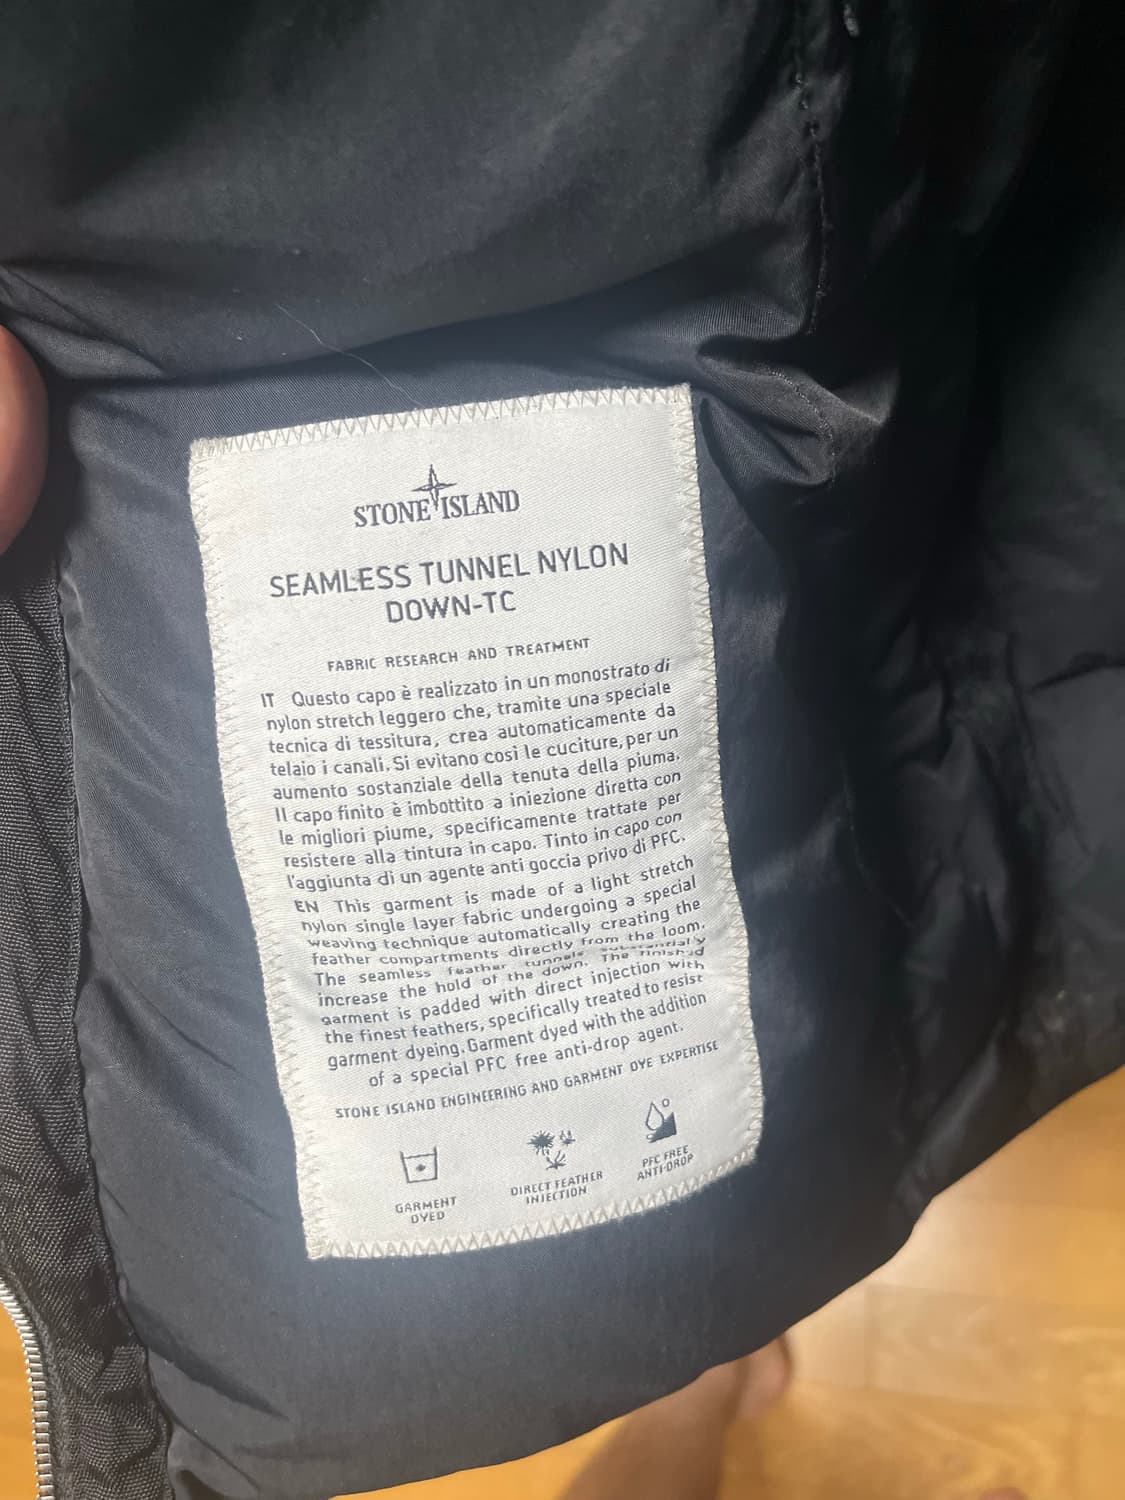 STONE ISLAND
SEAMLESS TUNNEL NYLON
DOWN-TC
FABRIC RESEARCH AND TREATMENT
IT Questo capo è realizzato in un monostrato di
nylon stretch leggero che, tramite una speciale
tecnica di tessitura, crea automaticamente da
telaio i canali. Si evitano così le cuciture, per un
aumento sostanziale della tenuta della piuma.
Il capo finito è imbottito a iniezione diretta con
le migliori piume, specificamente trattate per
resistere alla tintura in capo. Tinto in capo con
l'aggiunta di un agente anti goccia privo di PFC.
EN This garment is made of a light stretch
nylon single layer fabric undergoing a special
weaving technique automatically creating the
feather compartments directly from the loom.
The seamless feather tunnels substantially
increase the hold of the down. The finished
garment is padded with direct injection with
the finest feathers, specifically treated to resist
garment dyeing. Garment dyed with the addition
of a special PFC free anti-drop agent.
STONE ISLAND ENGINEERING AND GARMENT DYE EXPERTISE
GARMENT
DYED
DIRECT FEATHER
INJECTION
PFC FREE
ANTI-DROP